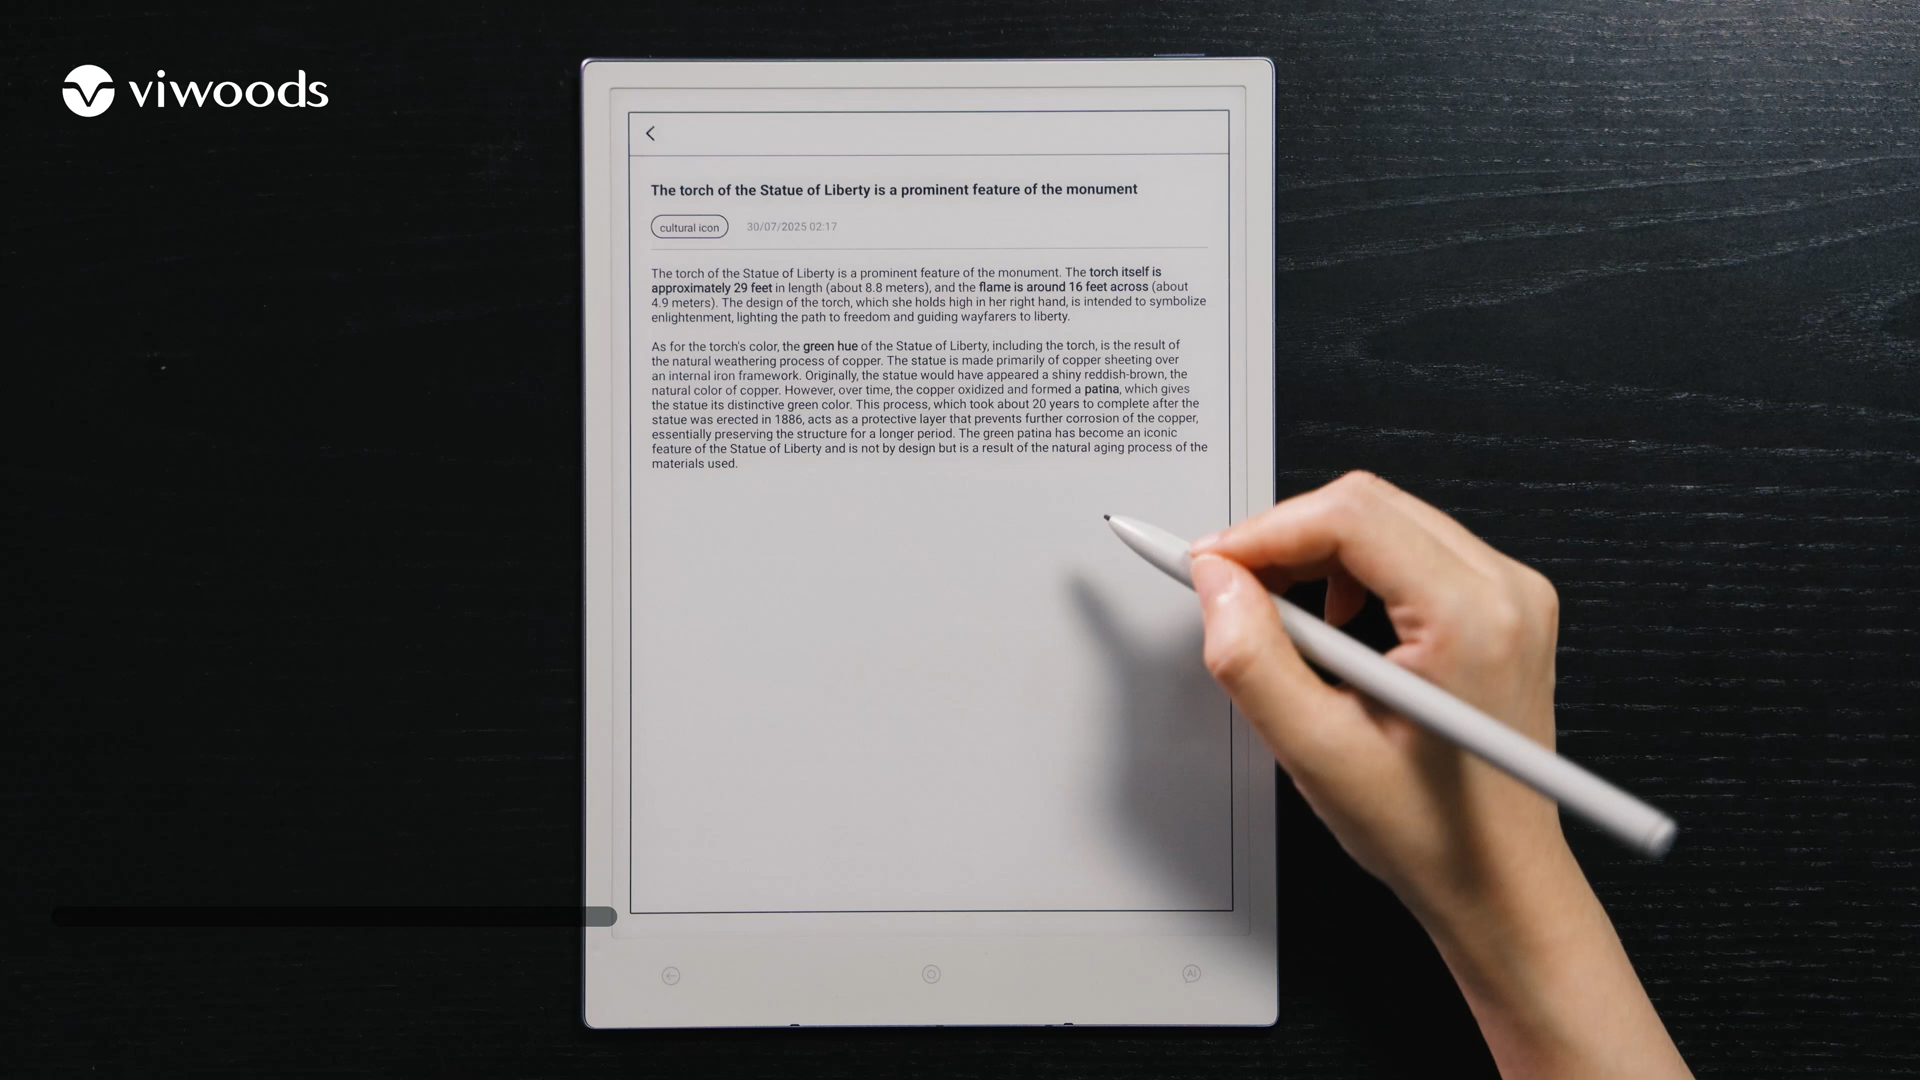 viwoods
The torch of the Statue of Liberty is a prominent feature of the monument
cultural icon 30/07/2025 02:17
The torch of the Statue of Liberty is a prominent feature of the monument. The torch itself is
approximately 29 feet in length (about 8.8 meters), and the flame is around 16 feet across (about
4.9 meters). The design of the torch, which she holds high in her right hand, is intended to symbolize
enlightenment, lighting the path to freedom and guiding wayfarers to liberty.
As for the torch's color, the green hue of the Statue of Liberty, including the torch, is the result of
the natural weathering process of copper. The statue is made primarily of copper sheeting over
an internal iron framework. Originally, the statue would have appeared a shiny reddish-brown, the
natural color of copper. However, over time, the copper oxidized and formed a patina, which gives
the statue its distinctive green color. This process, which took about 20 years to complete after the
statue was erected in 1886, acts as a protective layer that prevents further corrosion of the copper,
essentially preserving the structure for a longer period. The green patina has become an iconic
feature of the Statue of Liberty and is not by design but is a result of the natural aging process of the
materials used.
AI